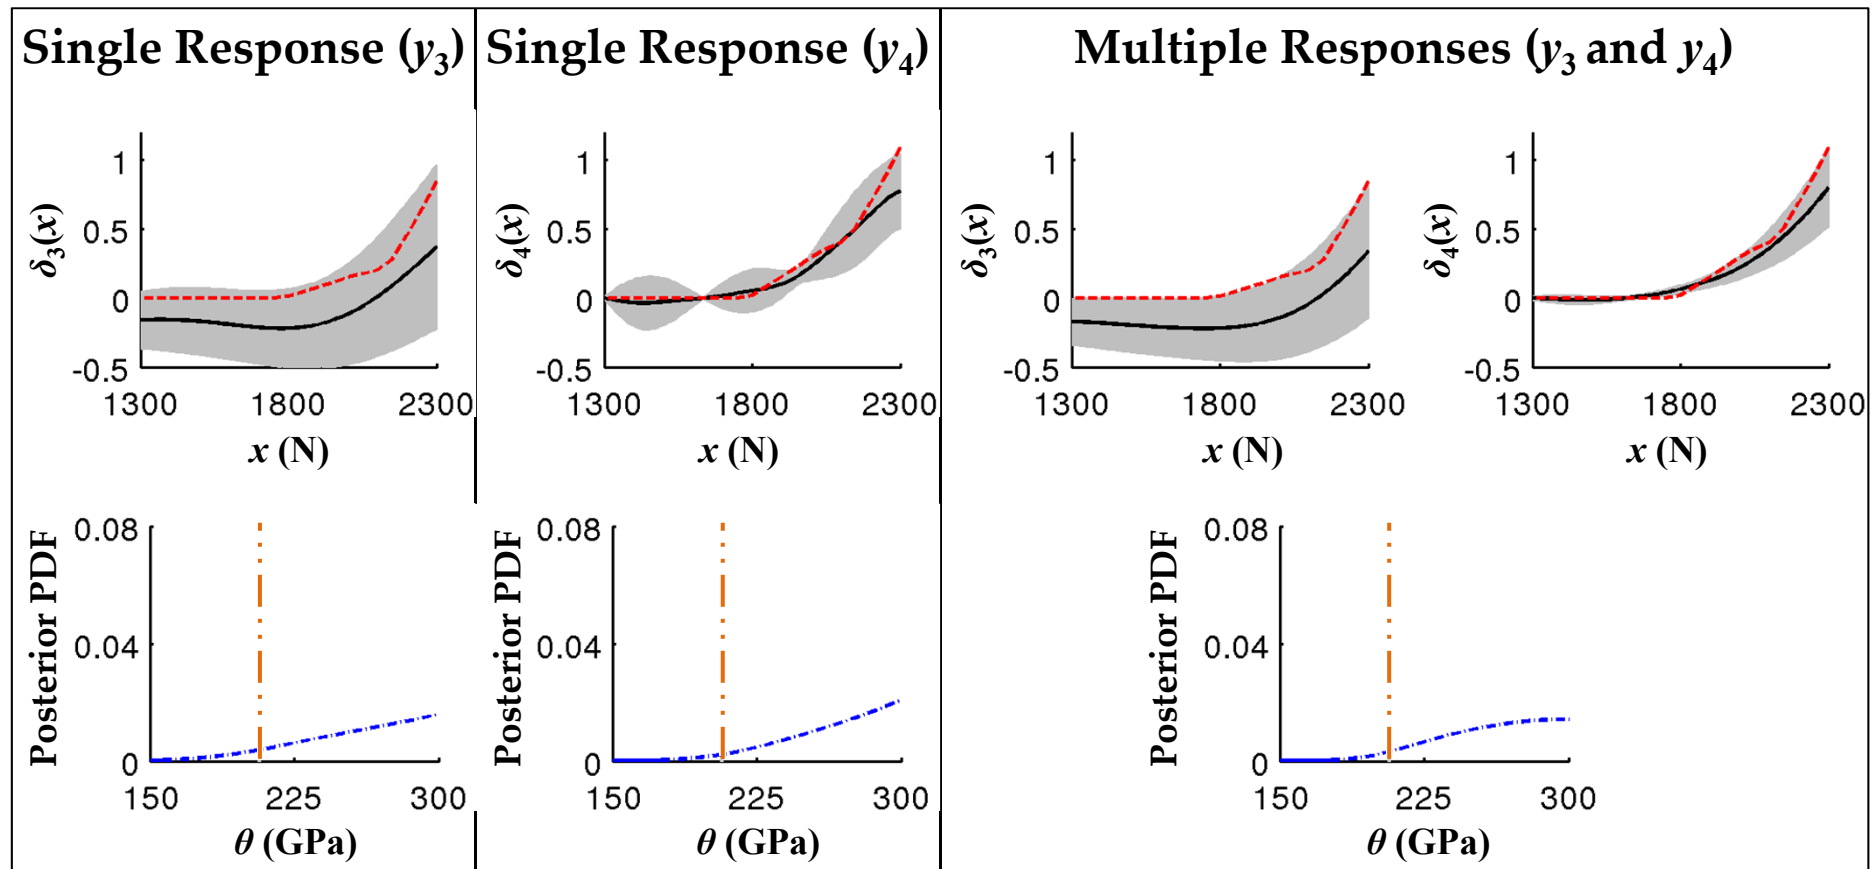 Single Response (y3)
Single Response (y4)
Multiple Responses (y3 and y4)
δ3(x)
1
0.5
0
-0.5
1300 1800 2300
x (N)
δ4(x)
1
0.5
0
-0.5
1300 1800 2300
x (N)
δ3(x)
1
0.5
0
-0.5
1300 1800 2300
x (N)
δ4(x)
1
0.5
0
-0.5
1300 1800 2300
x (N)
Posterior PDF
0.08
0.04
0
150 225 300
θ (GPa)
Posterior PDF
0.08
0.04
0
150 225 300
θ (GPa)
Posterior PDF
0.08
0.04
0
150 225 300
θ (GPa)